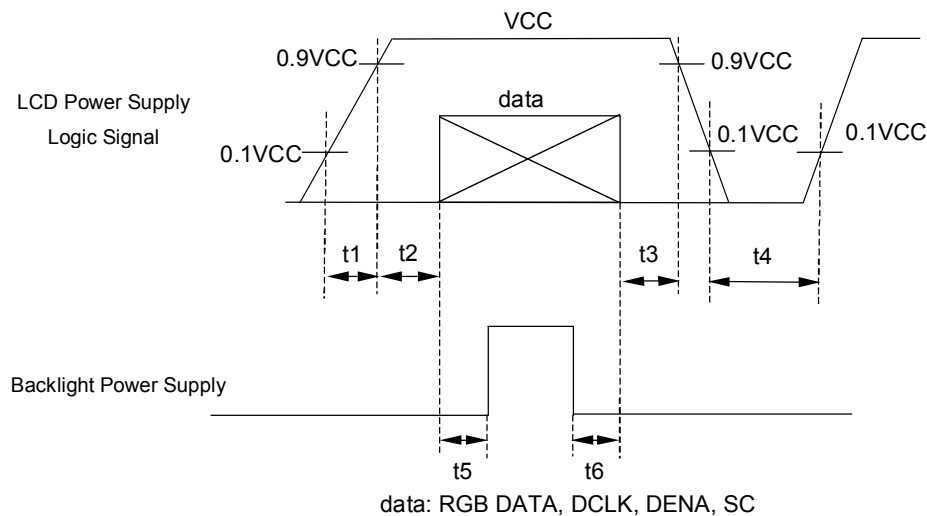 VCC
0.9VCC
0.9VCC
LCD Power Supply
Logic Signal
data
0.1VCC
0.1VCC
0.1VCC
t1
t2
t3
t4
Backlight Power Supply
t5
t6
data: RGB DATA, DCLK, DENA, SC